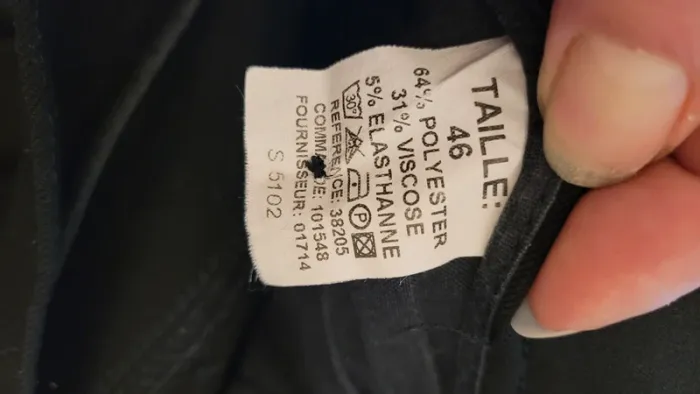 TAILLE:
46
64% POLYESTER
31% VISCOSE
5% ELASTHANNE
30° P
REFERENCE: 38205
COMMANDE: 101548
FOURNISSEUR: 01714
S 5102